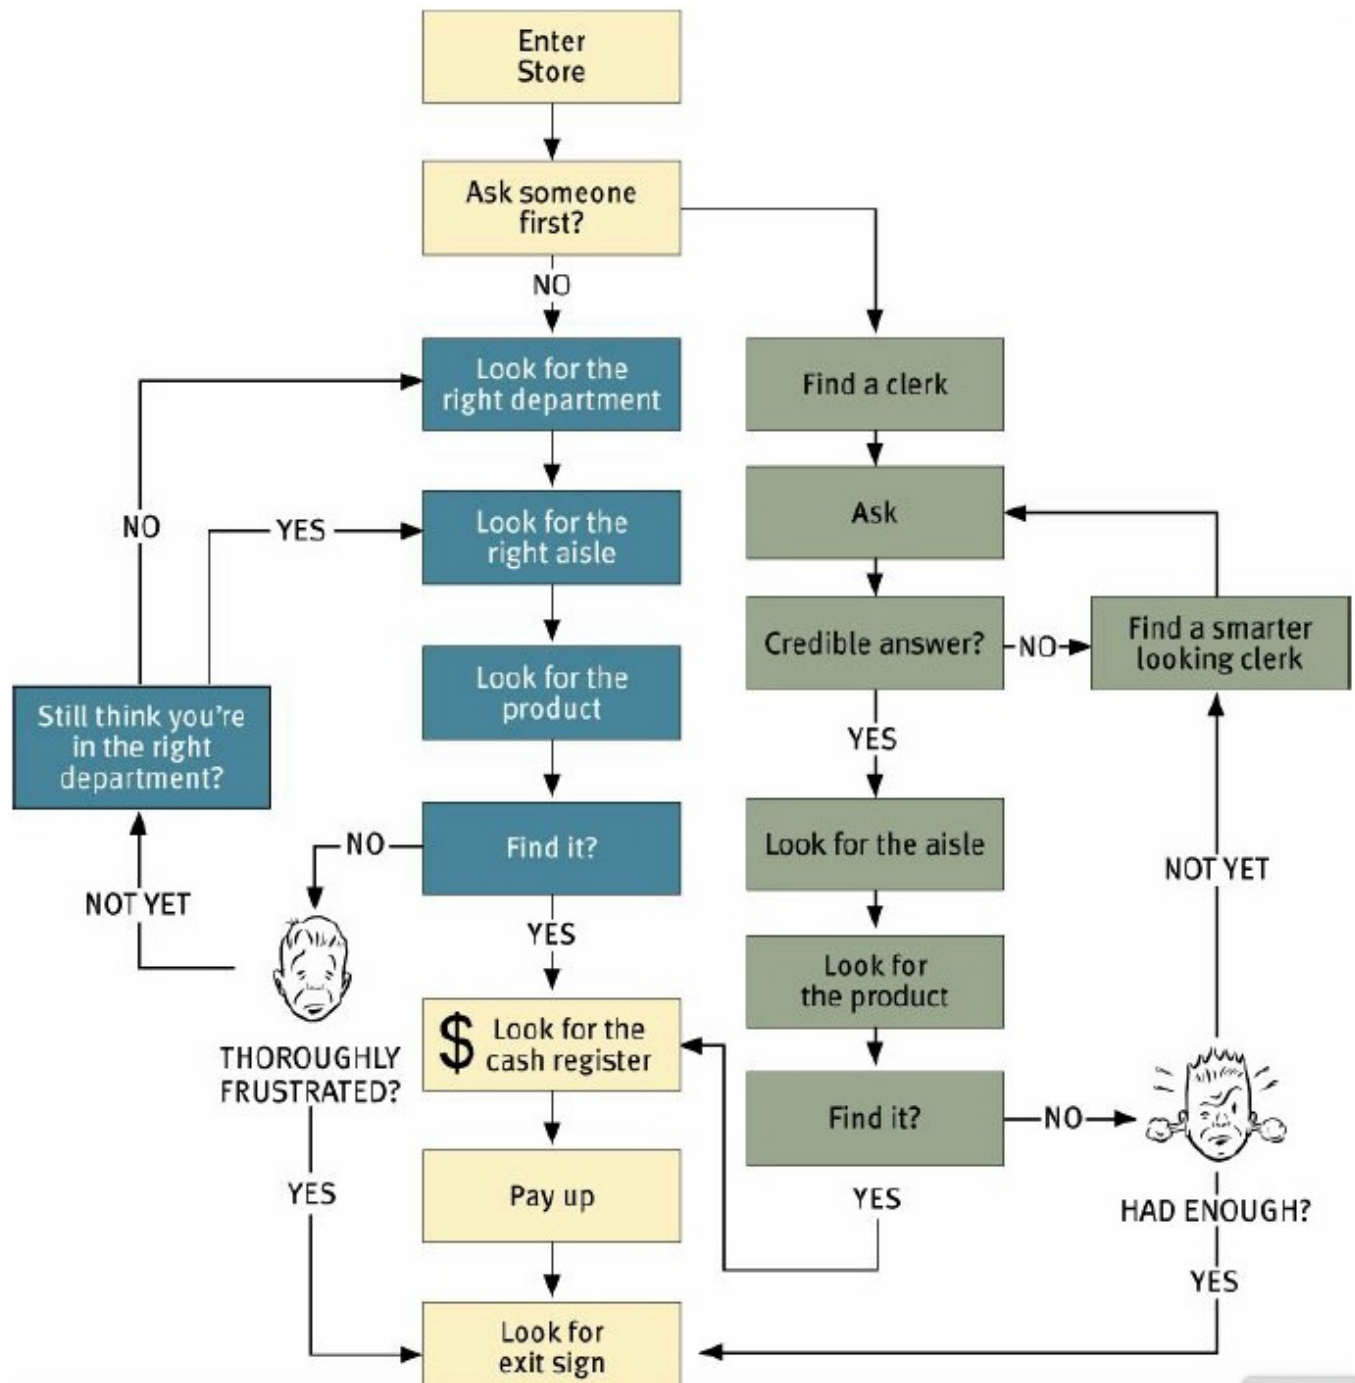 Enter
Store
Ask someone
first?
NO
Look for the
right department
Find a clerk
NO
YES
Look for the
right aisle
Ask
Still think you're
in the right
department?
Look for the
product
Credible answer?
NO
Find a smarter
looking clerk
YES
NOT YET
NO
Find it?
Look for the aisle
NOT YET
YES
THOROUGHLY
FRUSTRATED?
$ Look for the
cash register
Look for
the product
YES
Pay up
Find it?
NO
YES
HAD ENOUGH?
YES
Look for
exit sign